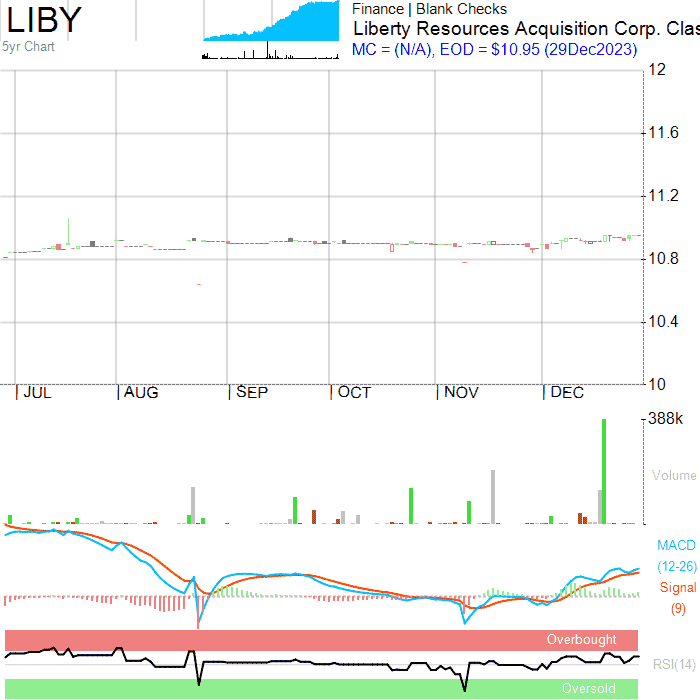 LIBY
5yr Chart
Finance | Blank Checks
Liberty Resources Acquisition Corp. Clas
MC = (N/A), EOD = $10.95 (29Dec2023)
12
11.6
11.2
10.8
10.4
10
JUL AUG SEP OCT NOV DEC
388k
Volume
MACD
(12-26)
Signal
(9)
Overbought
RSI(14)
Oversold